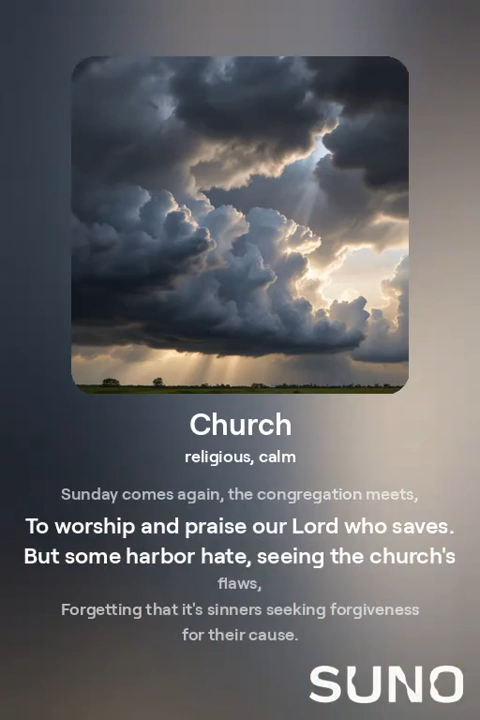 Church
religious, calm
Sunday comes again, the congregation meets,
To worship and praise our Lord who saves.
But some harbor hate, seeing the church's
flaws,
Forgetting that it's sinners seeking forgiveness
for their cause.
SUNO